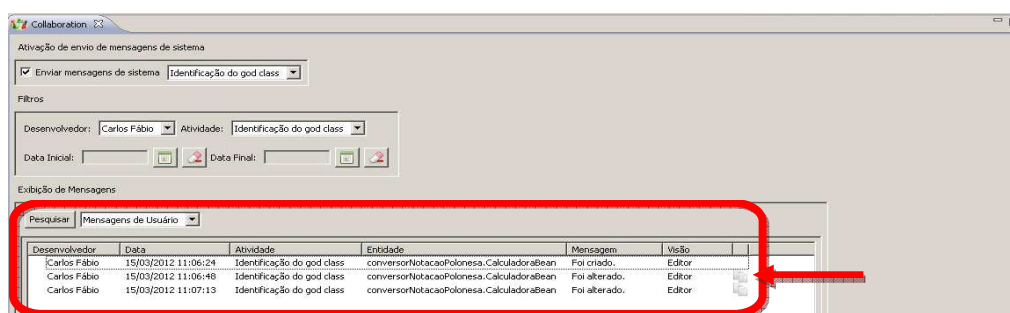 Collaboration
Ativação de envio de mensagens de sistema
Enviar mensagens de sistema Identificação do god class
Filtros
Desenvolvedor: Carlos Fábio Atividade: Identificação do god class
Data Inicial: Data Final:
Exibição de Mensagens
Pesquisar Mensagens de Usuário
Desenvolvedor Data Atividade Entidade Mensagem Visão
Carlos Fábio 15/03/2012 11:06:24 Identificação do god class conversorNotacaoPolonesa.CalculadoraBean Foi criado. Editor
Carlos Fábio 15/03/2012 11:06:48 Identificação do god class conversorNotacaoPolonesa.CalculadoraBean Foi alterado. Editor
Carlos Fábio 15/03/2012 11:07:13 Identificação do god class conversorNotacaoPolonesa.CalculadoraBean Foi alterado. Editor